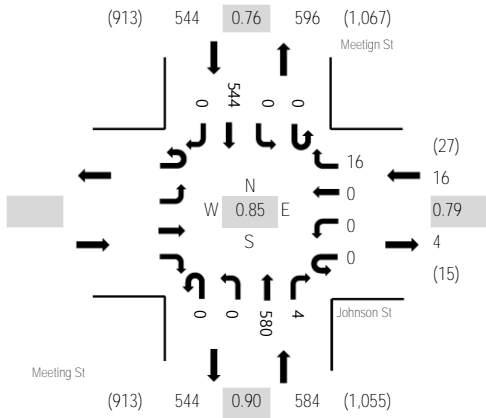 (913) 544 0.76 596 (1,067)
Meetign St
0 544 0 0
(27)
16 16
N 0
W 0.85 E 0.79
S 0 4
0 (15)
0 0 580 4 Johnson St
Meeting St
(913) 544 0.90 584 (1,055)